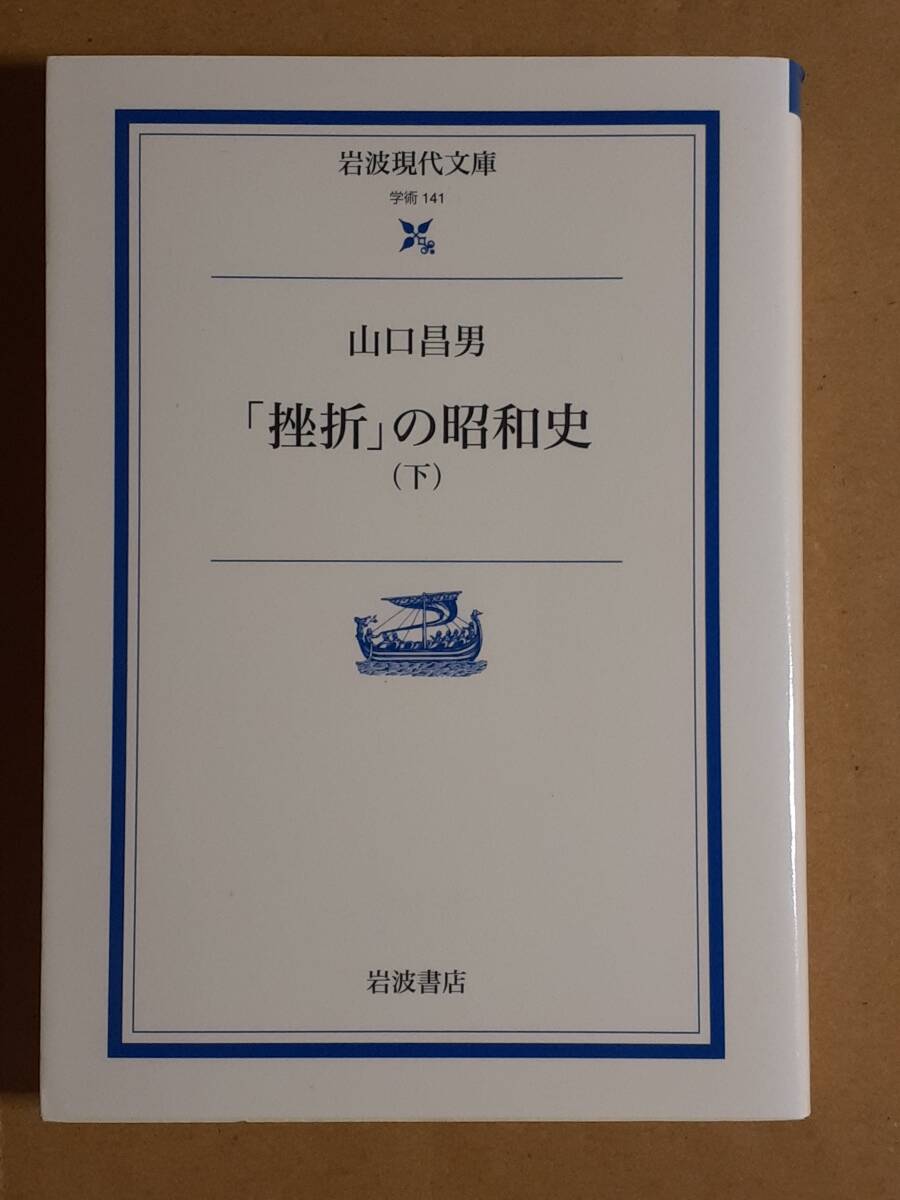 岩波現代文庫
学術 141
山口昌男
「挫折」の昭和史
（下）
岩波書店